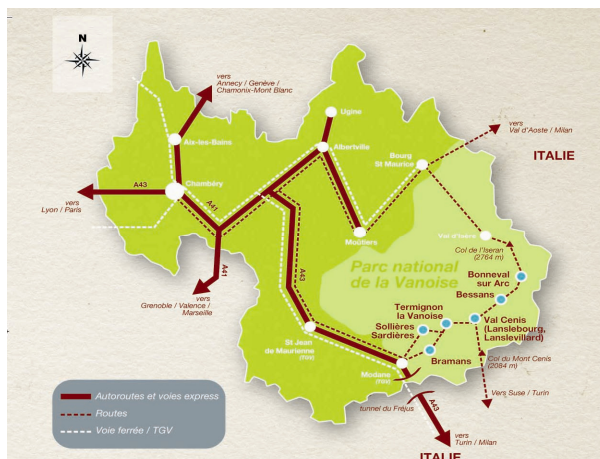 N
vers
Annecy / Genève /
Chamonix-Mont Blanc
Ugine
vers
Val d'Aoste / Milan
Aix-les-Bains
Albertville
Bourg
St Maurice
ITALIE
A43
Chambéry
Lyon / Paris
vers
A41
Moûtiers
Val d'Isère
Col de l'Iseran
(2764 m)
Parc national
de la Vanoise
Bonneval
sur Arc
Bessans
A41
A43
vers
Grenoble / Valence /
Marseille
Termignon
la Vanoise
Sollières
Sardières
Val Cenis
(Lanslebourg,
Lanslevillard)
St Jean
de Maurienne
(TGV)
Bramans
Col du Mont Cenis
(2084 m)
Modane
(TGV)
Vers Suse / Turin
tunnel du Fréjus
A43
vers
Turin / Milan
ITALIE
Autoroutes et voies express
Routes
Voie ferrée / TGV